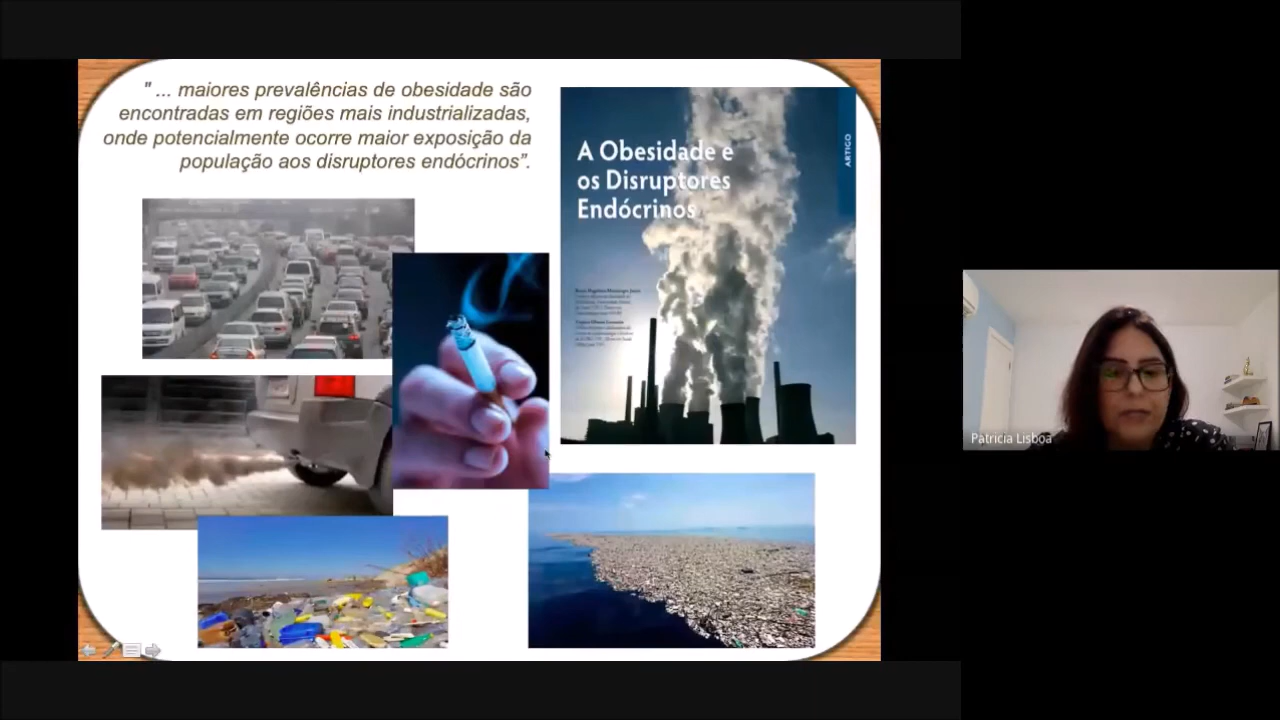 " ... maiores prevalências de obesidade são
encontradas em regiões mais industrializadas,
onde potencialmente ocorre maior exposição da
população aos disruptores endócrinos”.
A Obesidade e
os Disruptores
Endócrinos
ARTIGO
Patricia Lisboa